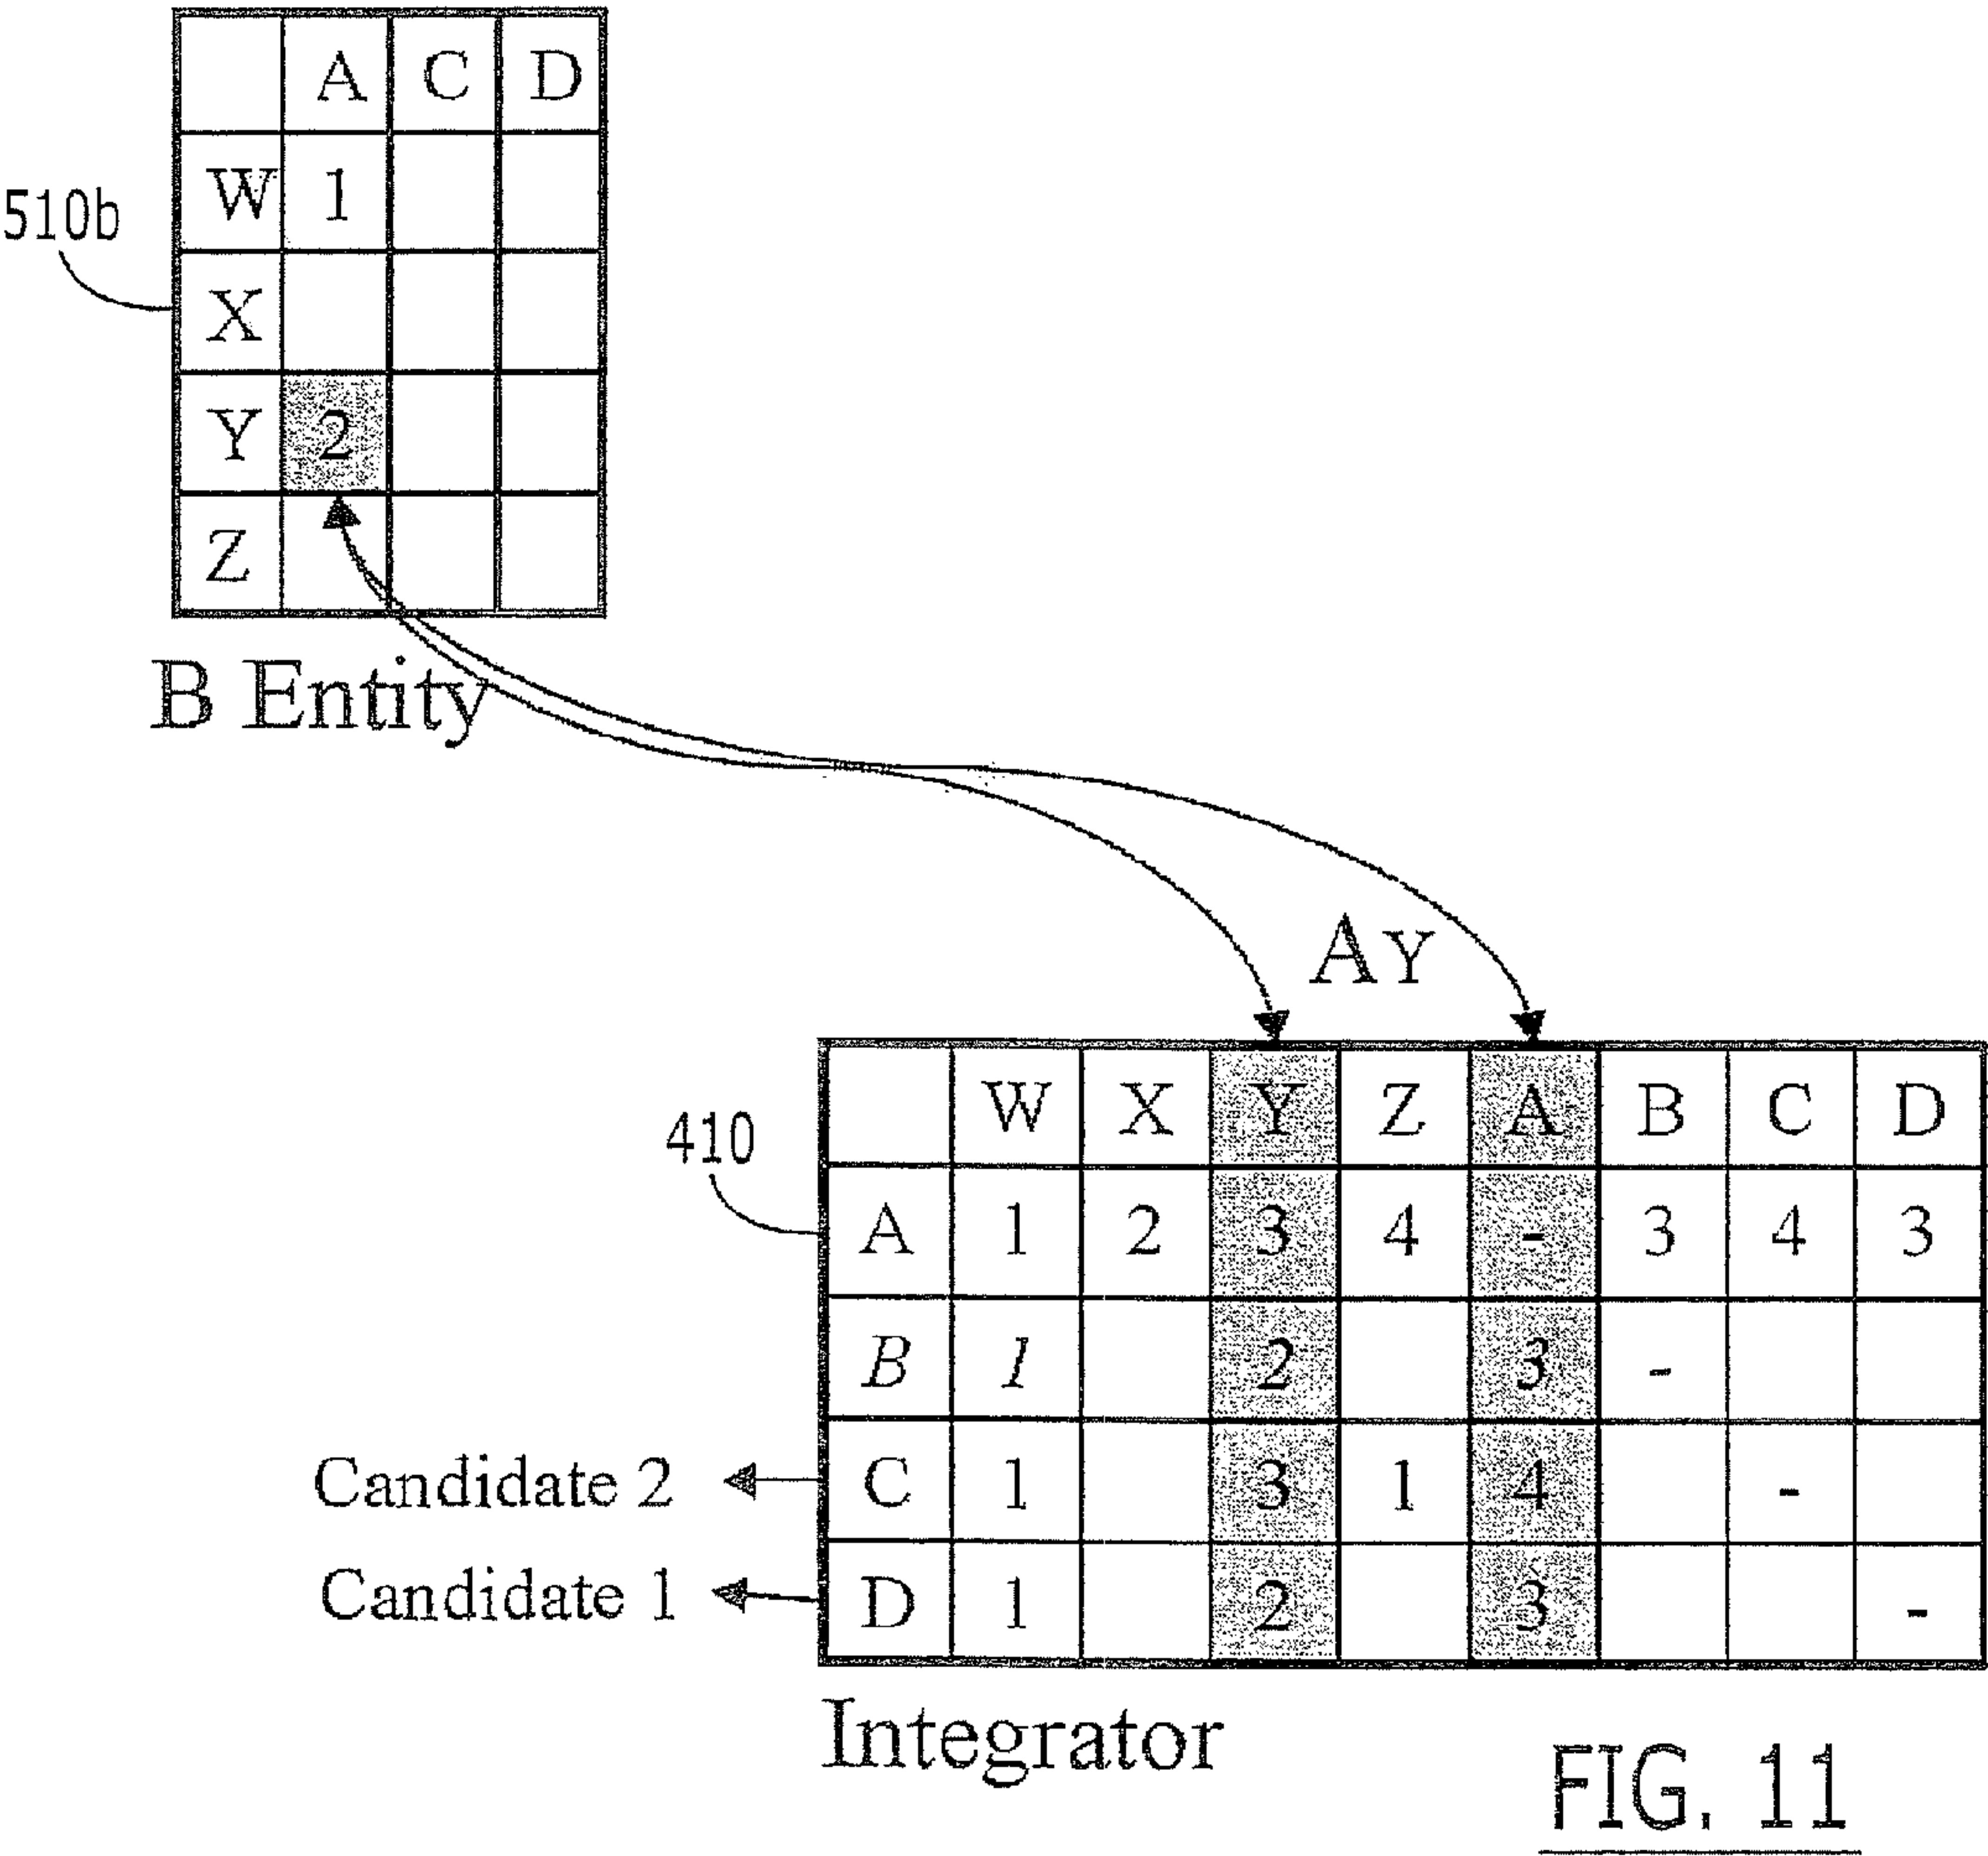 A C D
W 1
510b
X
Y 2
Z
B Entity
AY
W X Y Z A B C D
410
A 1 2 3 4 - 3 4 3
B 1 2 3 -
Candidate 2 C 1 3 1 4 -
Candidate 1 D 1 2 3 -
Integrator
FIG. 11